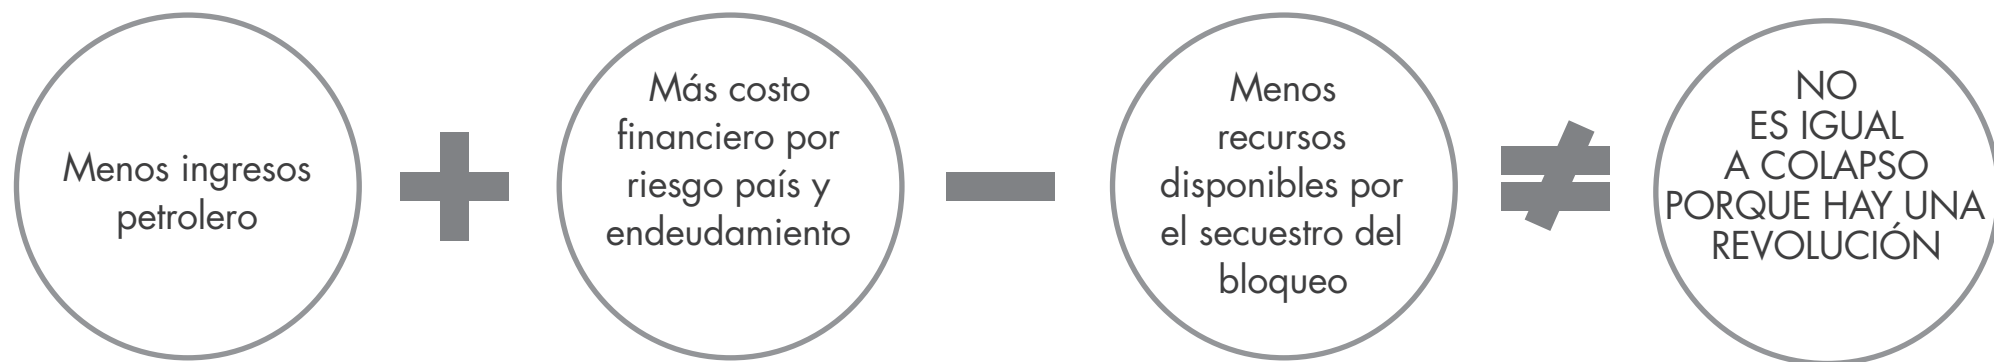 Menos ingresos
petrolero
Más costo
financiero por
riesgo país y
endeudamiento
Menos
recursos
disponibles por
el secuestro del
bloqueo
NO
ES IGUAL
A COLAPSO
PORQUE HAY UNA
REVOLUCIÓN